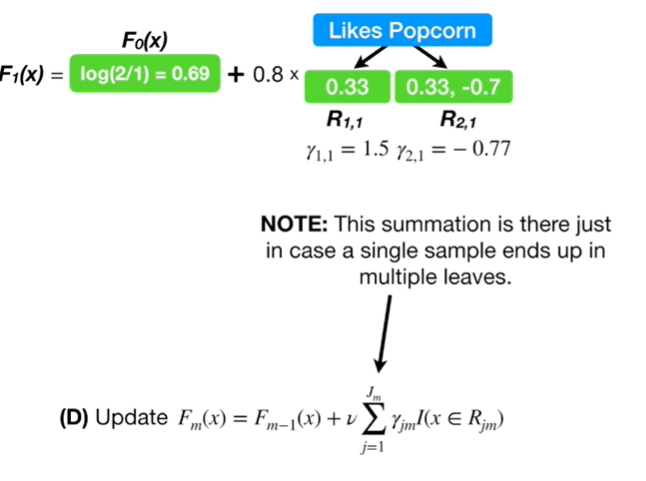 F₀(x)
Likes Popcorn
F₁(x) = log(2/1) = 0.69 + 0.8 × 0.33 0.33, -0.7
R₁,₁ R₂,₁
γ₁,₁ = 1.5 γ₂,₁ = − 0.77
NOTE: This summation is there just
in case a single sample ends up in
multiple leaves.
(D) Update Fₘ(x) = Fₘ₋₁(x) + ν ∑_{j=1}^{Jₘ} γⱼₘI(x ∈ Rⱼₘ)